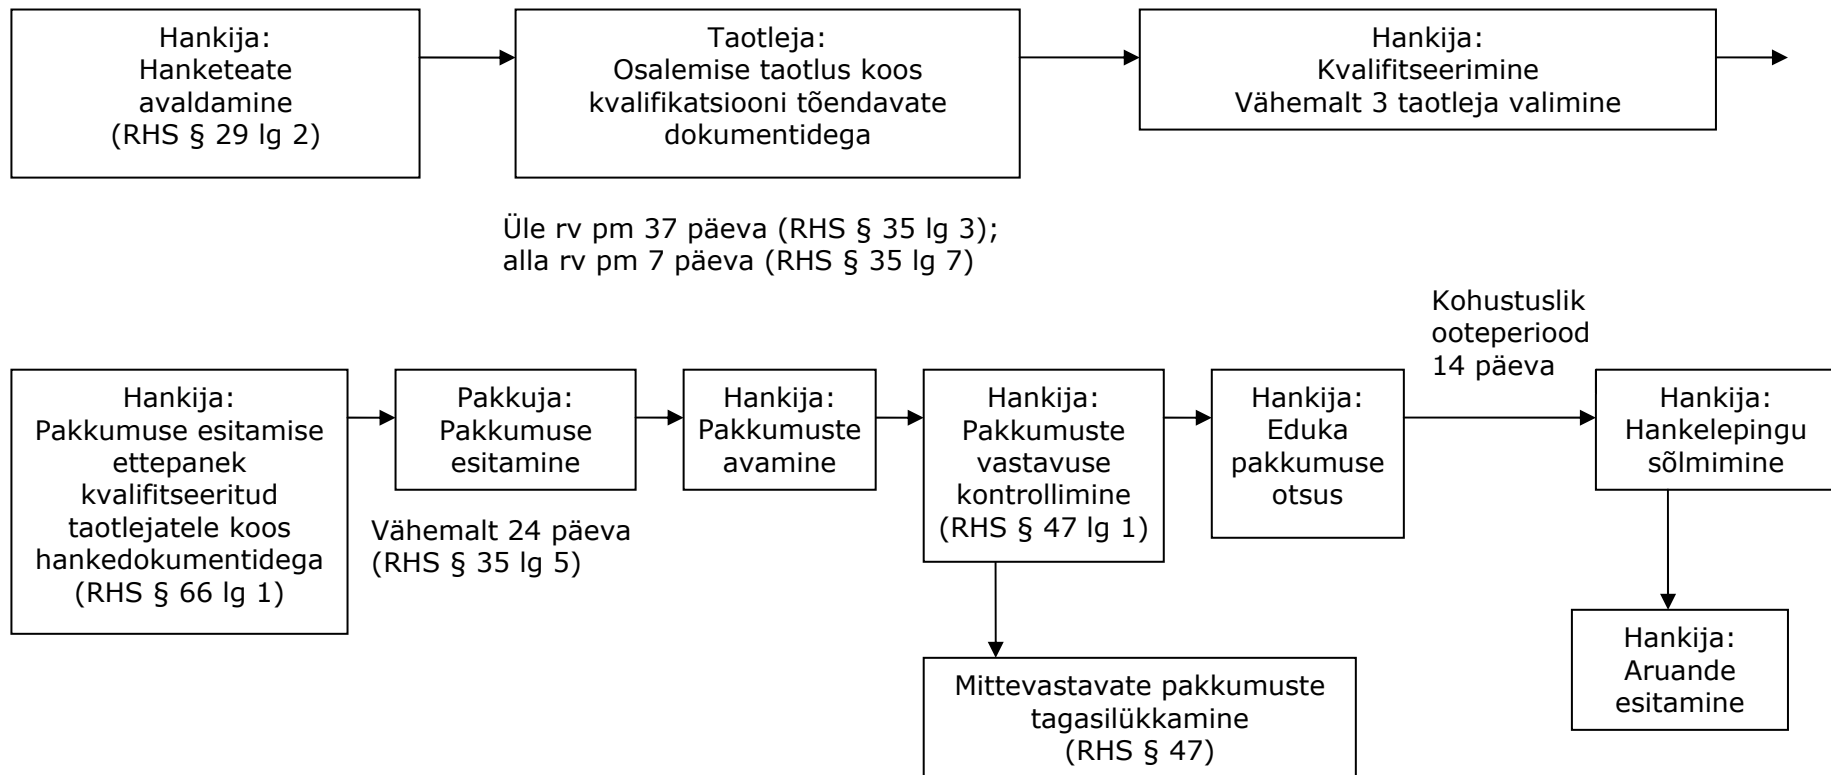 Hankija:
Hanketeate
avaldamine
(RHS § 29 lg 2)
Taotleja:
Osalemise taotlus koos
kvalifikatsiooni tõendavate
dokumentidega
Hankija:
Kvalifitseerimine
Vähemalt 3 taotleja valimine
Üle rv pm 37 päeva (RHS § 35 lg 3);
alla rv pm 7 päeva (RHS § 35 lg 7)
Hankija:
Pakkumuse esitamise
ettepanek
kvalifitseeritud
taotlejatele koos
hankedokumentidega
(RHS § 66 lg 1)
Pakkuja:
Pakkumuse
esitamine
Vähemalt 24 päeva
(RHS § 35 lg 5)
Hankija:
Pakkumuste
avamine
Hankija:
Pakkumuste
vastavuse
kontrollimine
(RHS § 47 lg 1)
Mittevastavate pakkumuste
tagasilükkamine
(RHS § 47)
Hankija:
Eduka
pakkumuse
otsus
Kohustuslik
ooteperiood
14 päeva
Hankija:
Hankelepingu
sõlmimine
Hankija:
Aruande
esitamine